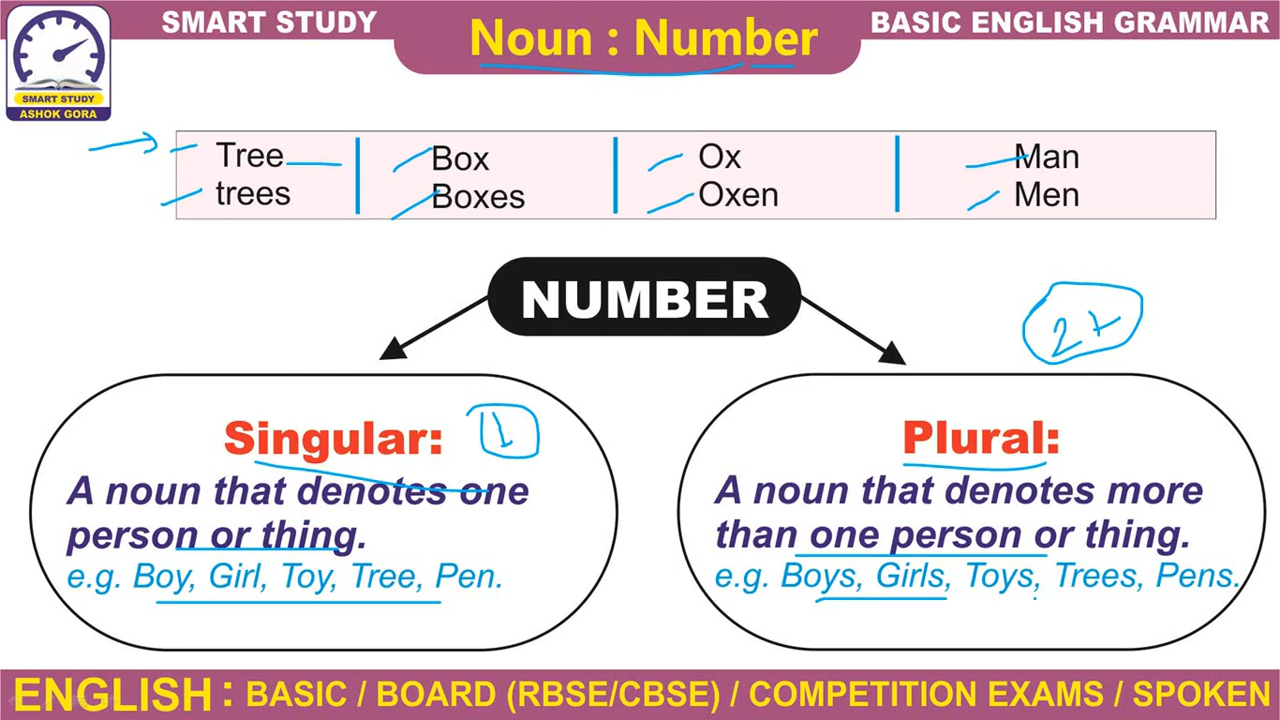 SMART STUDY
Noun : Number
BASIC ENGLISH GRAMMAR
SMART STUDY
ASHOK GORA
Tree
trees
Box
Boxes
Ox
Oxen
Man
Men
NUMBER
2+
Singular: 1
A noun that denotes one
person or thing.
e.g. Boy, Girl, Toy, Tree, Pen.
Plural:
A noun that denotes more
than one person or thing.
e.g. Boys, Girls, Toys, Trees, Pens.
ENGLISH : BASIC / BOARD (RBSE/CBSE) / COMPETITION EXAMS / SPOKEN